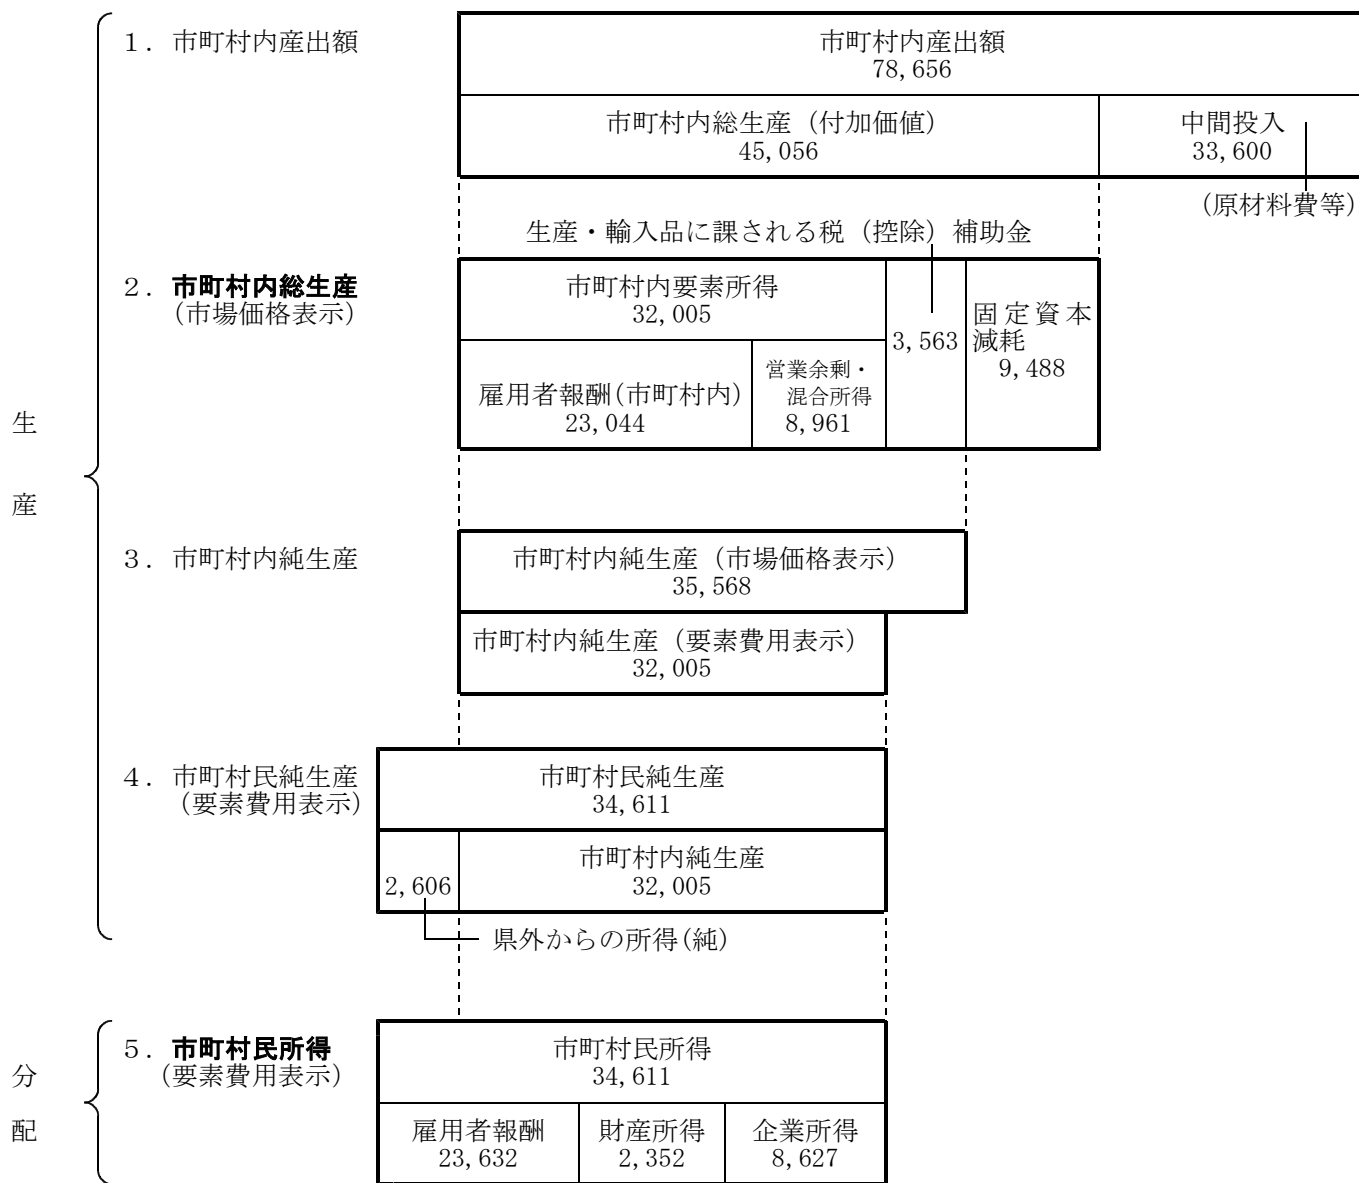 生
産
1. 市町村内産出額
市町村内産出額
78,656
市町村内総生産（付加価値）
45,056
中間投入
33,600
(原材料費等)
生産・輸入品に課される税（控除）補助金
2. 市町村内総生産
(市場価格表示)
市町村内要素所得
32,005
雇用者報酬(市町村内)
23,044
営業余剰・
混合所得
8,961
3,563
固定資本
減耗
9,488
3. 市町村内純生産
市町村内純生産（市場価格表示）
35,568
市町村内純生産（要素費用表示）
32,005
4. 市町村民純生産
(要素費用表示)
市町村民純生産
34,611
2,606
市町村内純生産
32,005
県外からの所得(純)
分
配
5. 市町村民所得
(要素費用表示)
市町村民所得
34,611
雇用者報酬
23,632
財産所得
2,352
企業所得
8,627